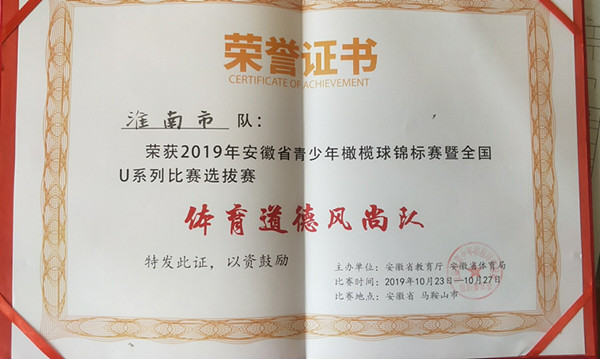 荣誉证书
CERTIFICATE OF ACHIEVEMENT
淮南市 队：
荣获2019年安徽省青少年橄榄球锦标赛暨全国
U系列比赛选拔赛
体育道德风尚队
特发此证，以资鼓励
主办单位：安徽省教育厅 安徽省体育局
比赛时间：2019年10月23日—10月27日
比赛地点：安徽省 马鞍山市